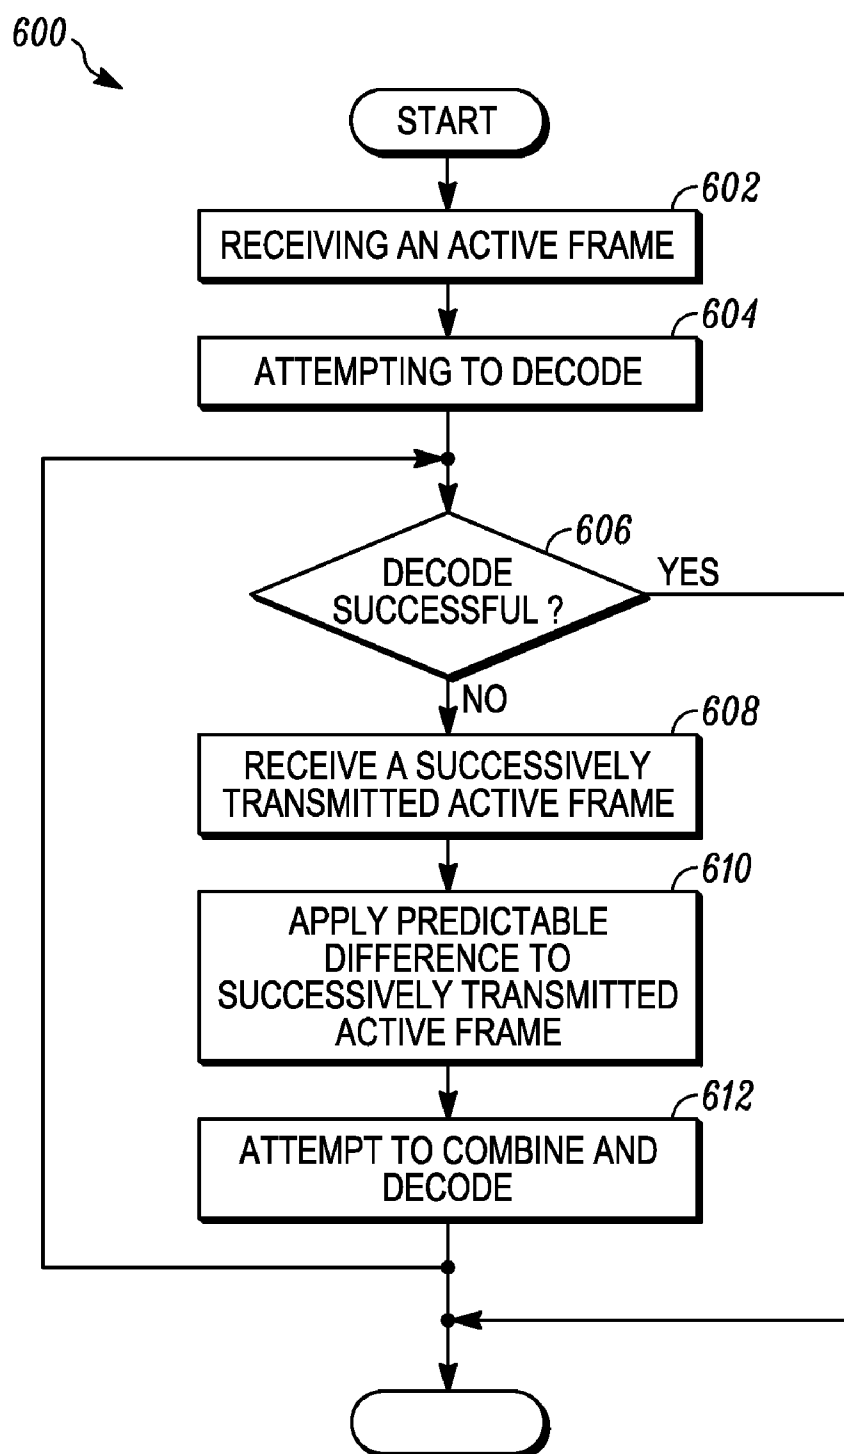 600
START
602
RECEIVING AN ACTIVE FRAME
604
ATTEMPTING TO DECODE
606
DECODE
SUCCESSFUL ?
YES
NO
608
RECEIVE A SUCCESSIVELY
TRANSMITTED ACTIVE FRAME
610
APPLY PREDICTABLE
DIFFERENCE TO
SUCCESSIVELY TRANSMITTED
ACTIVE FRAME
612
ATTEMPT TO COMBINE AND
DECODE